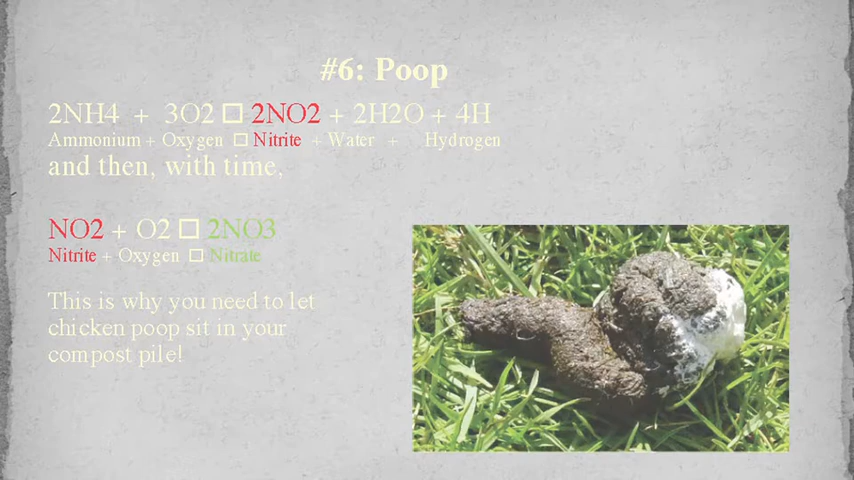 #6: Poop
2NH4 + 3O2 □ 2NO2 + 2H2O + 4H
Ammonium + Oxygen □ Nitrite + Water + Hydrogen
and then, with time,
NO2 + O2 □ 2NO3
Nitrite + Oxygen □ Nitrate
This is why you need to let
chicken poop sit in your
compost pile!